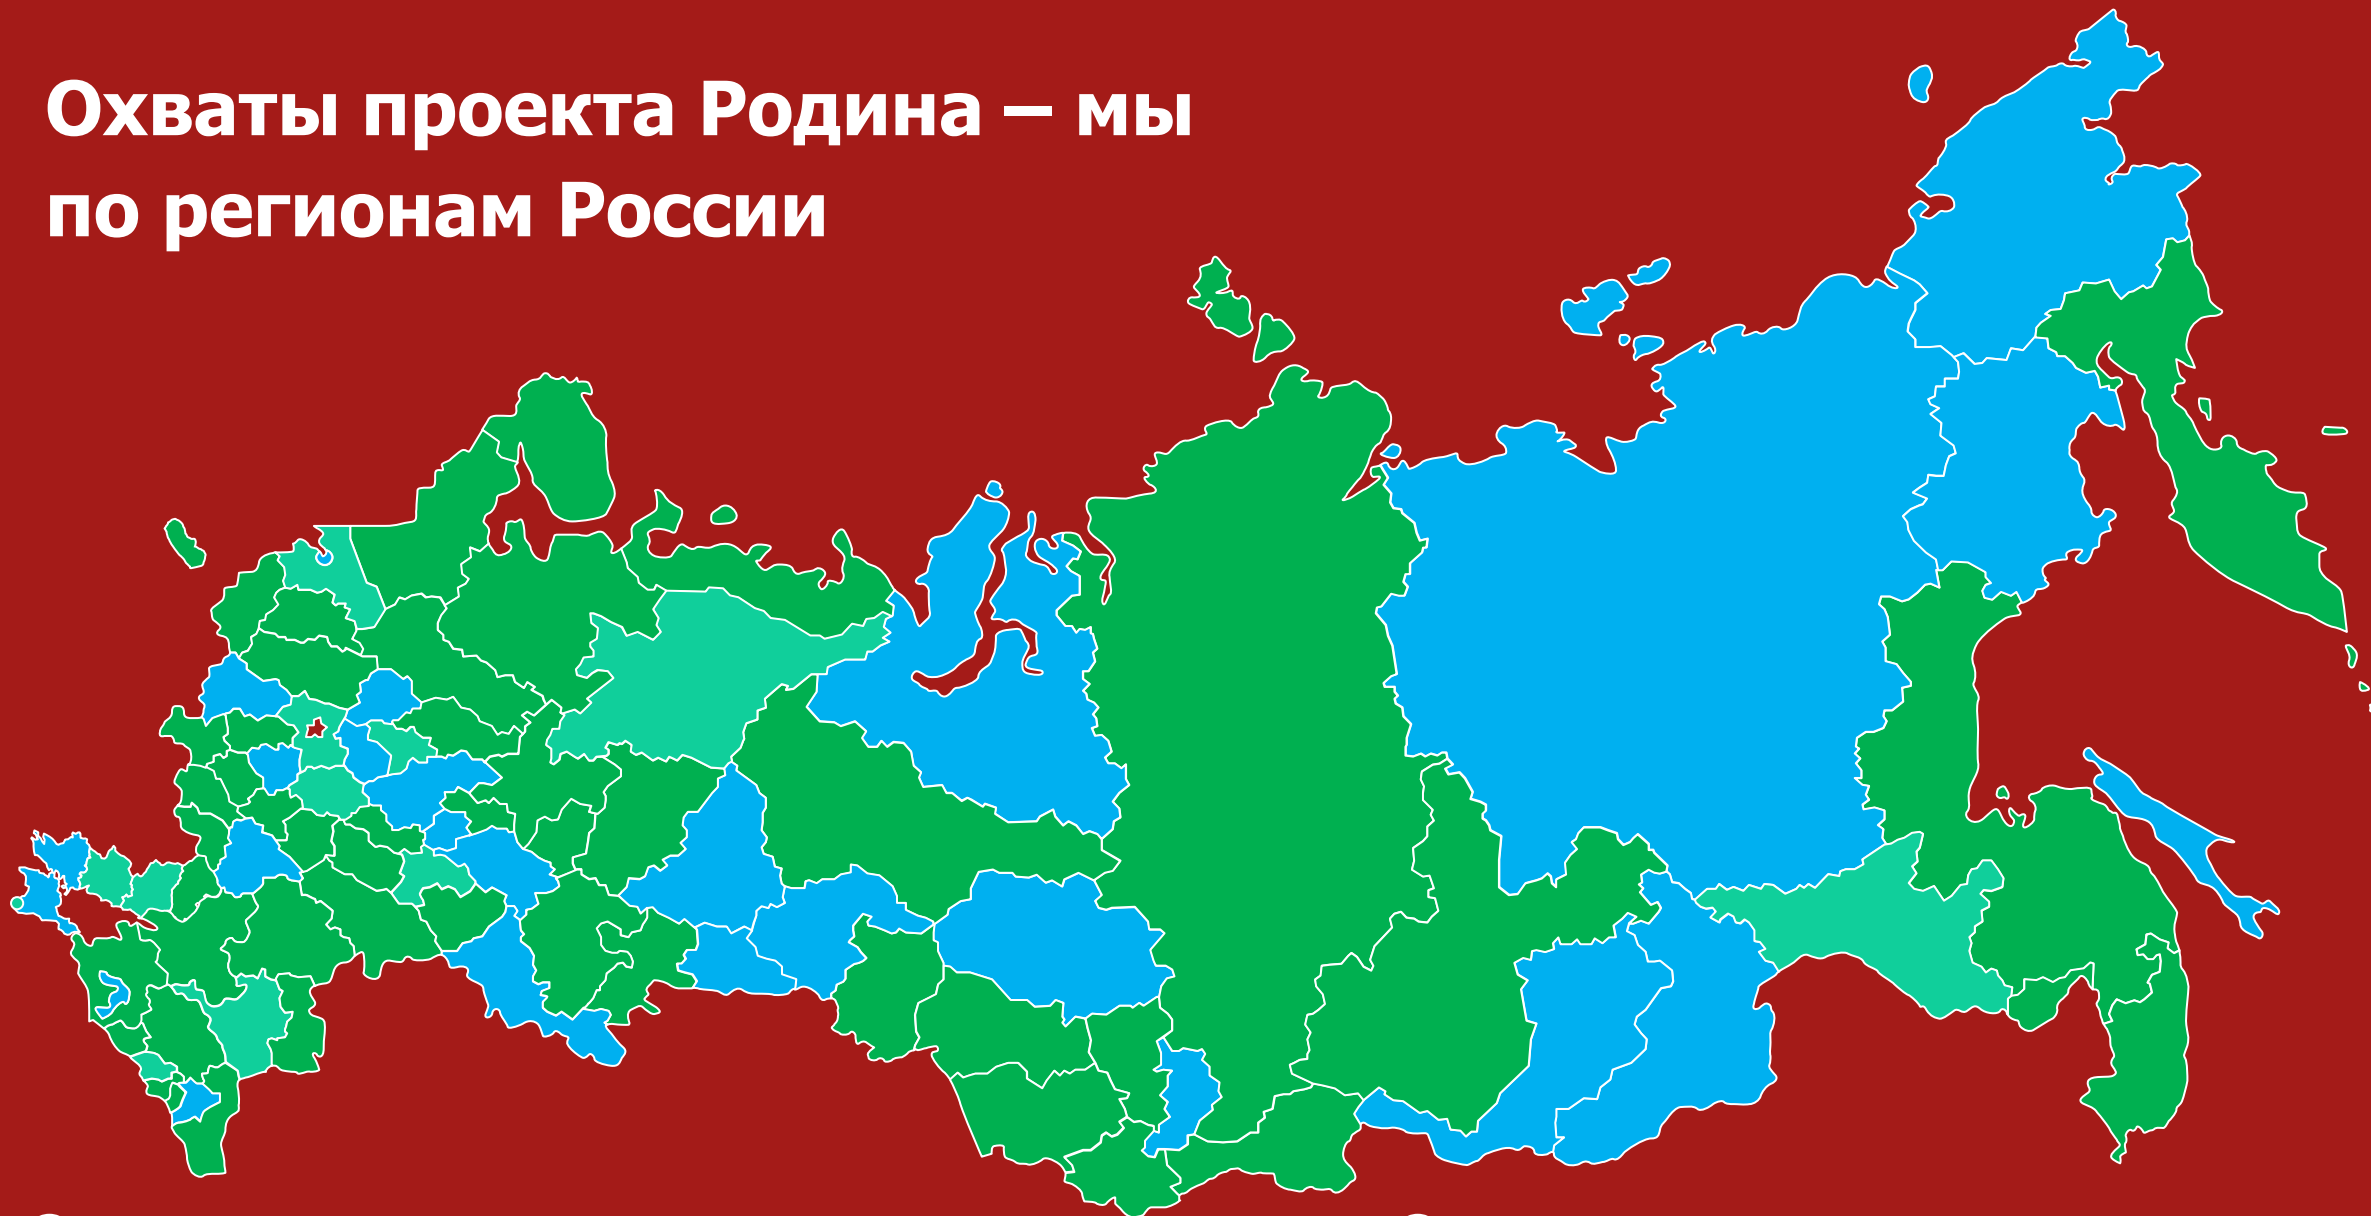 Охваты проекта Родина — мы
по регионам России